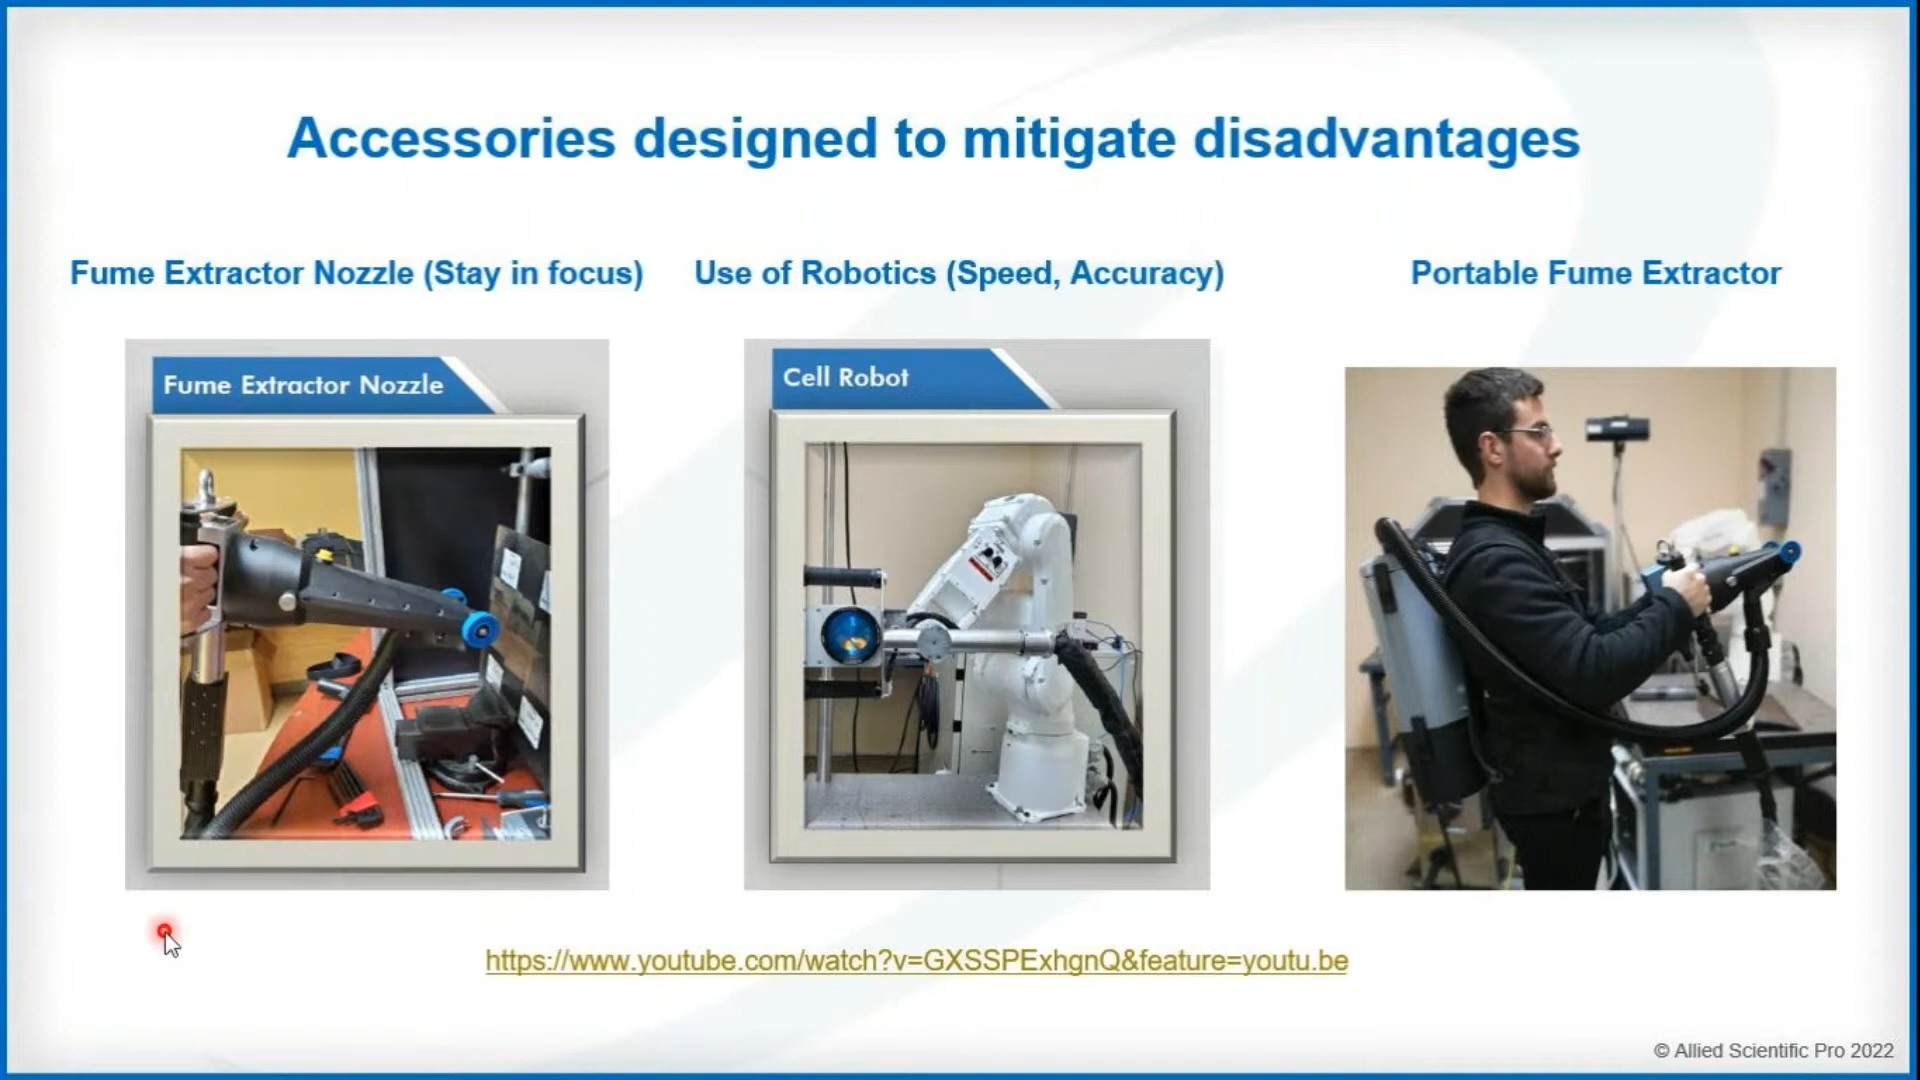 Accessories designed to mitigate disadvantages
Fume Extractor Nozzle (Stay in focus)
Use of Robotics (Speed, Accuracy)
Portable Fume Extractor
Fume Extractor Nozzle
Cell Robot
https://www.youtube.com/watch?v=GXSSPExhgnQ&feature=youtu.be
© Allied Scientific Pro 2022